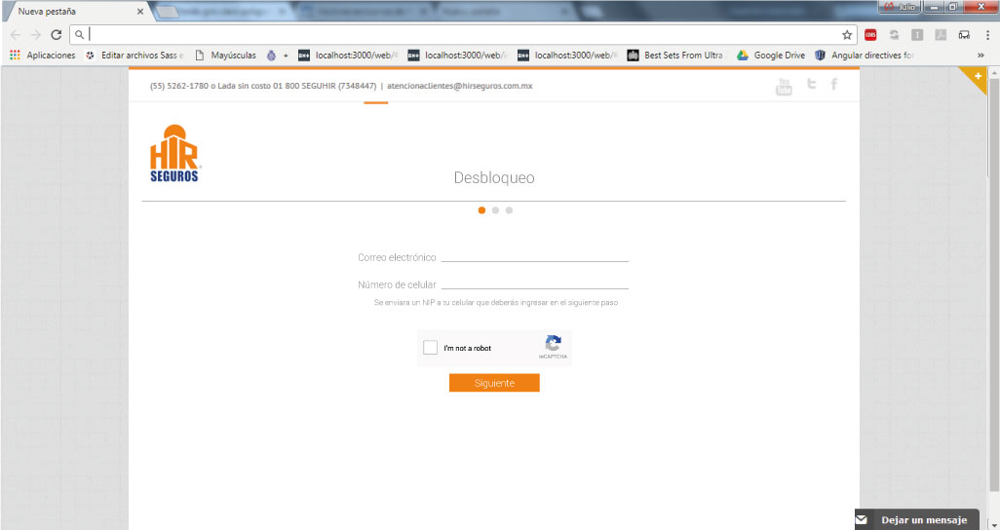 Nueva pestaña
Julio
Aplicaciones
Editar archivos Sass e
Mayúsculas
+
localhost:3000/web/
localhost:3000/web/i
localhost:3000/web/
Best Sets From Ultra
Google Drive
Angular directives for
»
(55) 5262-1780 o Lada sin costo 01 800 SEGUHIR (7348447) | atencionaclientes@hirseguros.com.mx
You
Tube
HIR
SEGUROS
Desbloqueo
Correo electrónico
Número de celular
Se enviara un NIP a tu celular que deberás ingresar en el siguiente paso
I'm not a robot
reCAPTCHA
Siguiente
Dejar un mensaje